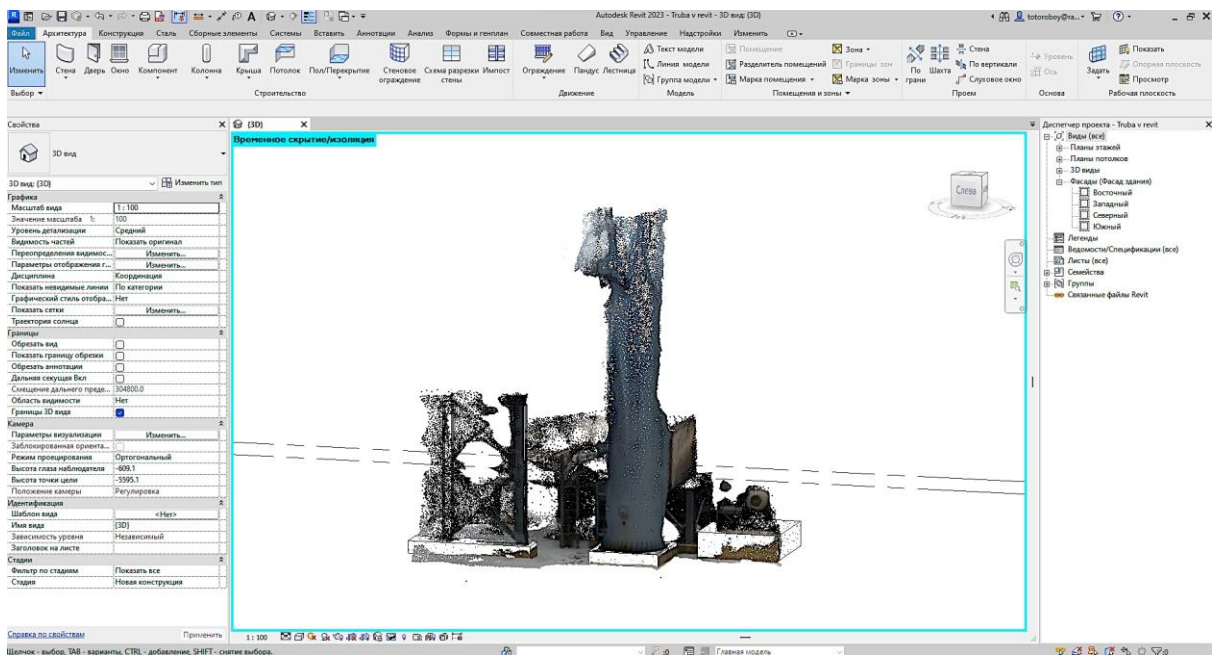 Autodesk Revit 2023 - Truba v revit - 3D вид: {3D}
totoroboy@ra...
Файл Архитектура Конструкция Сталь Сборные элементы Системы Вставить Аннотации Анализ Формы и генплан Совместная работа Вид Управление Надстройки Изменить
Изменить Стена Дверь Окно Компонент Колонна Крыша Потолок Пол/Перекрытие Стеновое ограждение Схема разрезки стены Импост Ограждение Пандус Лестница
Текст модели
Линия модели
Группа модели
Помещение
Разделитель помещений
Марка помещения
Зона
Границы зон
Марка зоны
По грани
Шахта
Стена
По вертикали
Слуховое окно
Уровень
Ось
Задать
Показать
Опорная плоскость
Просмотр
Выбор Строительство Движение Модель Помещения и зоны Проем Основа Рабочая плоскость
Свойства
3D вид
3D вид: {3D} Изменить тип
Графика
Масштаб вида 1 : 100
Значение масштаба 1: 100
Уровень детализации Средний
Видимость частей Показать оригинал
Переопределения видимос... Изменить...
Параметры отображения г... Изменить...
Дисциплина Координация
Показать невидимые линии По категории
Графический стиль отобра... Нет
Показать сетки Изменить...
Траектория солнца
Границы
Обрезать вид
Показать границу обрезки
Обрезать аннотации
Дальняя секущая Вкл
Смещение дальнего преде... 304800.0
Область видимости Нет
Границы 3D вида
Камера
Параметры визуализации Изменить...
Заблокированная ориента...
Режим проецирования Ортогональный
Высота глаза наблюдателя -609.1
Высота точки цели -5595.1
Положение камеры Регулировка
Идентификация
Шаблон вида <Нет>
Имя вида {3D}
Зависимость уровня Независимый
Заголовок на листе
Стадии
Фильтр по стадиям Показать все
Стадия Новая конструкция
Справка по свойствам Применить
{3D}
Временное скрытие/изоляция
Слева
Диспетчер проекта - Truba v revit
Виды (все)
Планы этажей
Планы потолков
3D виды
Фасады (Фасад здания)
Восточный
Западный
Северный
Южный
Легенды
Ведомости/Спецификации (все)
Листы (все)
Семейства
Группы
Связанные файлы Revit
1 : 100
Щелчок - выбор, TAB - варианты, CTRL - добавление, SHIFT - снятие выбора. :0 Главная модель :0